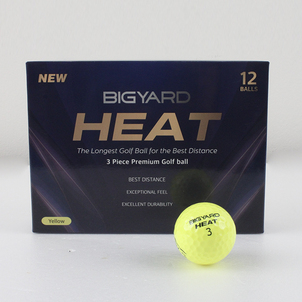 NEW
12
BALLS
BIGYARD
HEAT
The Longest Golf Ball for the Best Distance
3 Piece Premium Golf ball
BEST DISTANCE
EXCEPTIONAL FEEL
EXCELLENT DURABILITY
Yellow
BIGYARD
HEAT
3